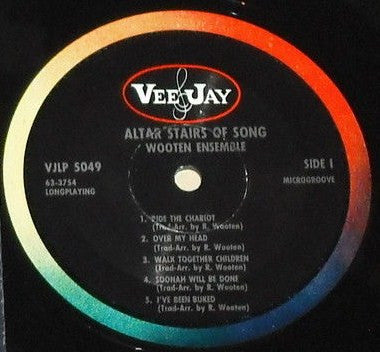 VEE JAY
ALTAR STAIRS OF SONG
WOOTEN ENSEMBLE
VJLP 5049
SIDE 1
63-3754
LONGPLAYING
MICROGROOVE
1. RIDE THE CHARIOT
(Trad-Arr. by R. Wooten)
2. OVER MY HEAD
(Trad-Arr. by R. Wooten)
3. WALK TOGETHER CHILDREN
(Trad-Arr. by R. Wooten)
4. SOONAH WILL BE DONE
(Trad-Arr. by R. Wooten)
5. I'VE BEEN BUKED
(Trad-Arr. by R. Wooten)